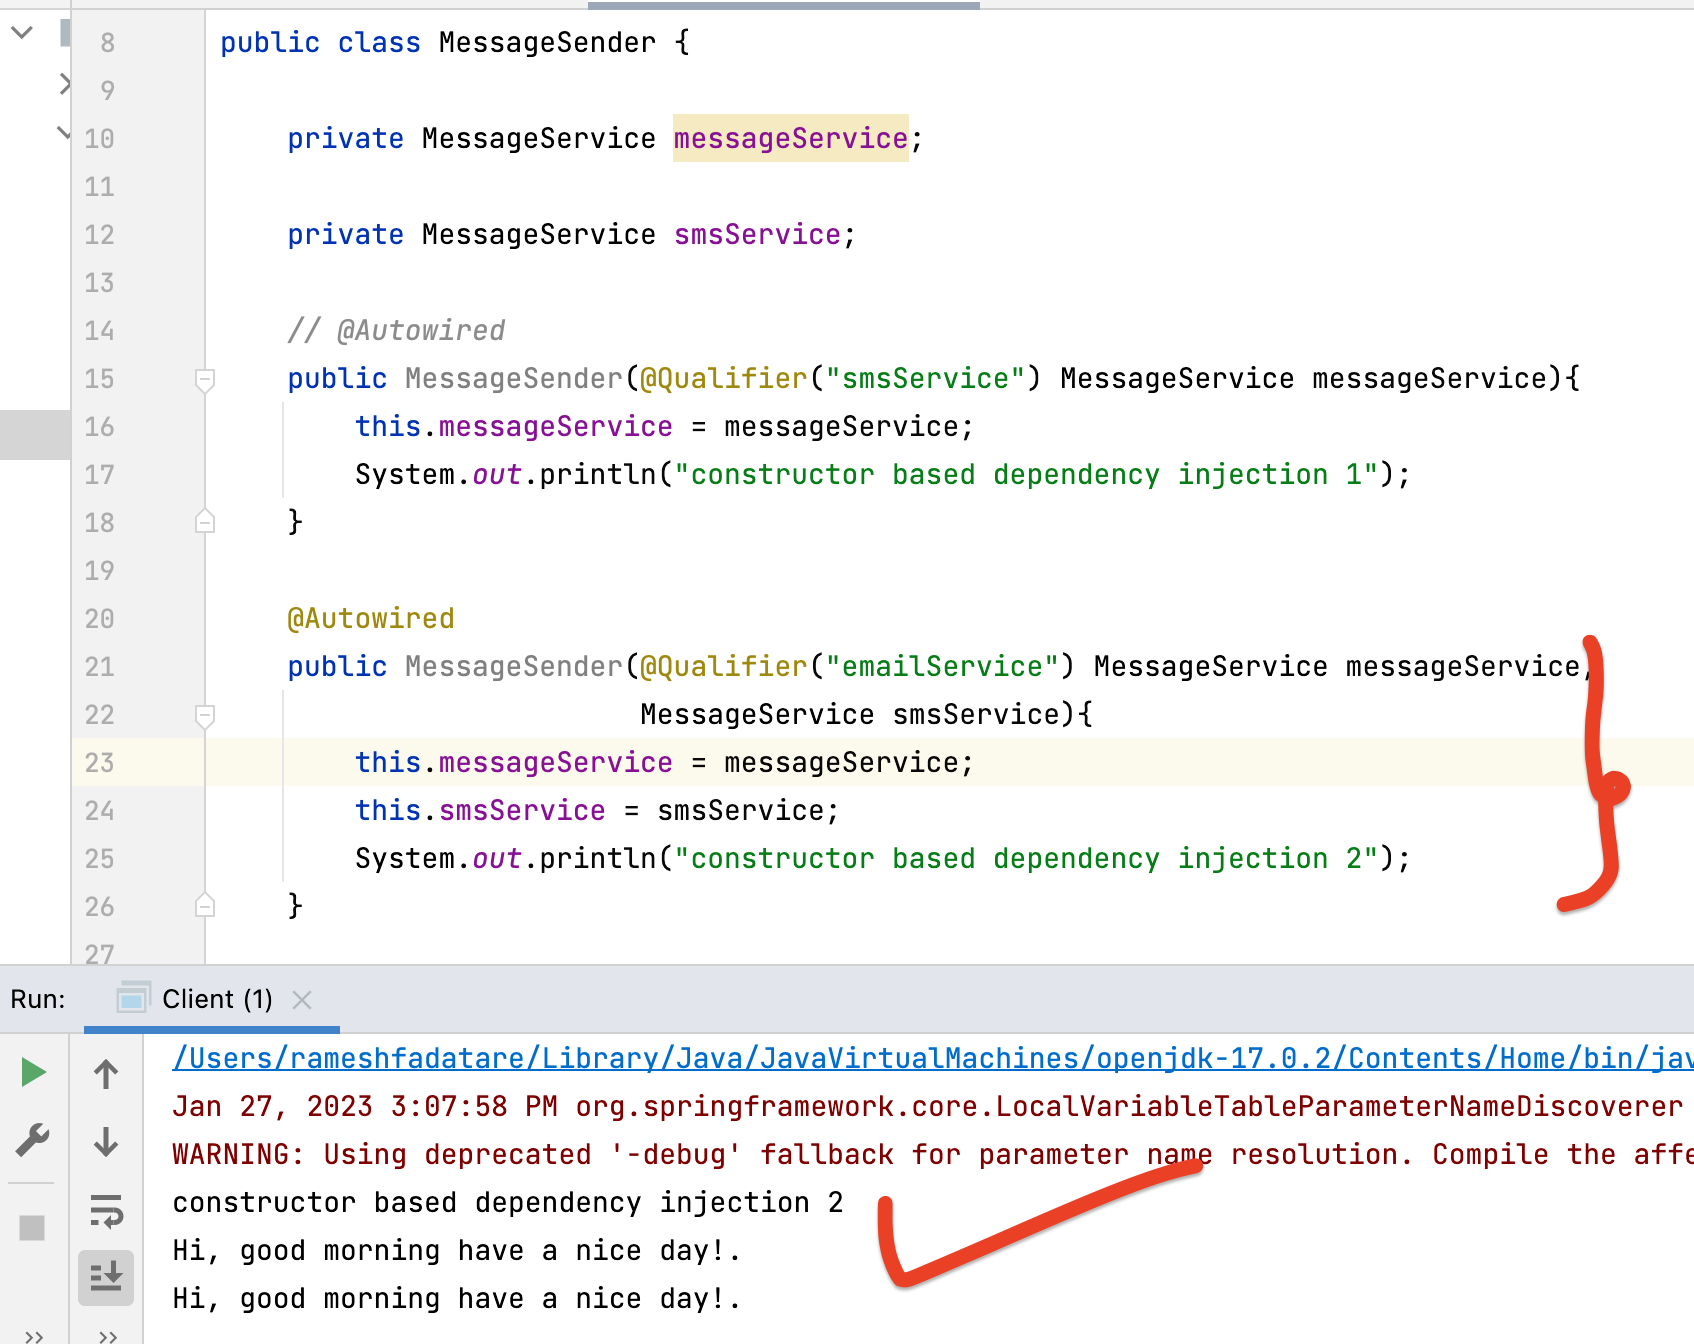 8 public class MessageSender {
9
10 private MessageService messageService;
11
12 private MessageService smsService;
13
14 // @Autowired
15 public MessageSender(@Qualifier("smsService") MessageService messageService){
16 this.messageService = messageService;
17 System.out.println("constructor based dependency injection 1");
18 }
19
20 @Autowired
21 public MessageSender(@Qualifier("emailService") MessageService messageService,
22 MessageService smsService){
23 this.messageService = messageService;
24 this.smsService = smsService;
25 System.out.println("constructor based dependency injection 2");
26 }
27
Run: Client (1)
/Users/rameshfadatare/Library/Java/JavaVirtualMachines/openjdk-17.0.2/Contents/Home/bin/jav
Jan 27, 2023 3:07:58 PM org.springframework.core.LocalVariableTableParameterNameDiscoverer
WARNING: Using deprecated '-debug' fallback for parameter name resolution. Compile the affe
constructor based dependency injection 2
Hi, good morning have a nice day!.
Hi, good morning have a nice day!.